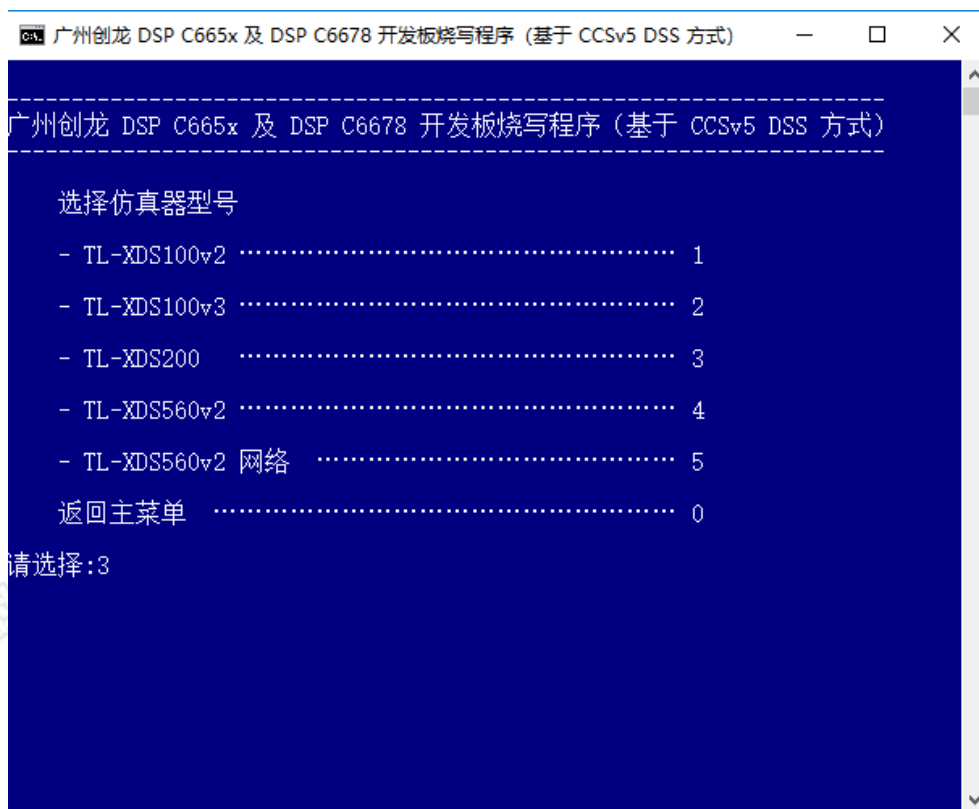 广州创龙 DSP C665x 及 DSP C6678 开发板烧写程序 (基于 CCSv5 DSS 方式)
----------------------------------------------------------------------
广州创龙 DSP C665x 及 DSP C6678 开发板烧写程序（基于 CCSv5 DSS 方式）
----------------------------------------------------------------------
选择仿真器型号
- TL-XDS100v2 ………………………………………………… 1
- TL-XDS100v3 ………………………………………………… 2
- TL-XDS200 ………………………………………………… 3
- TL-XDS560v2 ………………………………………………… 4
- TL-XDS560v2 网络 ……………………………………… 5
返回主菜单 …………………………………………………… 0
请选择:3